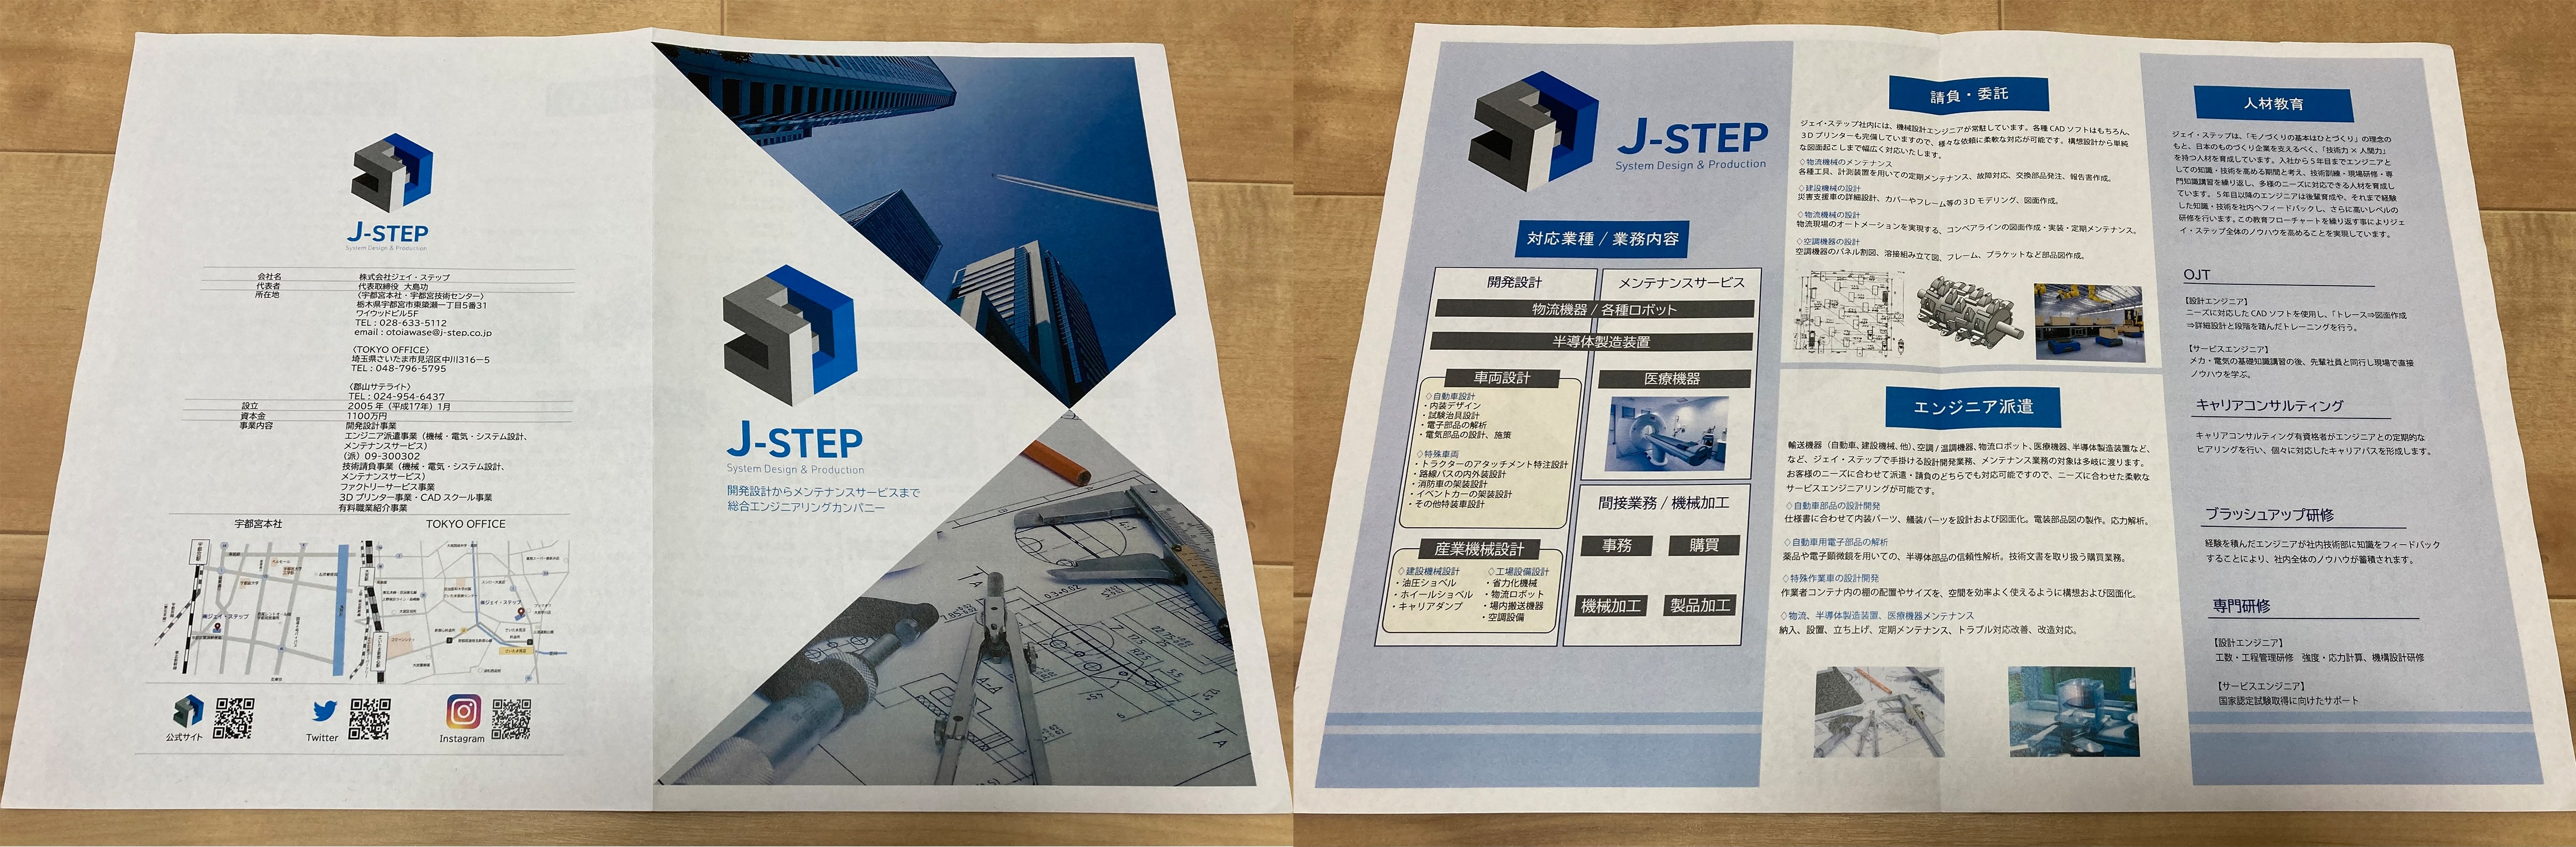 J-STEP
System Design & Production
会社名 株式会社ジェイ・ステップ
代表者 代表取締役 大島功
所在地 〈宇都宮本社・宇都宮技術センター〉
栃木県宇都宮市東簗瀬一丁目5番31
ワイウッドビル5F
TEL : 028-633-5112
email : otoiawase@j-step.co.jp
〈TOKYO OFFICE〉
埼玉県さいたま市見沼区中川316−5
TEL : 048-796-5795
〈郡山サテライト〉
TEL : 024-954-6437
設立 2005 年（平成17年）1月
資本金 1100万円
事業内容 開発設計事業
エンジニア派遣事業（機械・電気・システム設計、
メンテナンスサービス）
(派）09-300302
技術請負事業（機械・電気・システム設計、
メンテナンスサービス）
ファクトリーサービス事業
3D プリンター事業・CAD スクール事業
有料職業紹介事業
宇都宮本社 TOKYO OFFICE
㈱ジェイ・ステップ
㈱ジェイ・ステップ
公式サイト
Twitter
Instagram
J-STEP
System Design & Production
開発設計からメンテナンスサービスまで
総合エンジニアリングカンパニー
J-STEP
System Design & Production
対応業種 / 業務内容
開発設計 メンテナンスサービス
物流機器 / 各種ロボット
半導体製造装置
車両設計
◇自動車設計
・内装デザイン
・試験治具設計
・電子部品の解析
・電気部品の設計、施策
◇特殊車両
・トラクターのアタッチメント特注設計
・路線バスの内外装設計
・消防車の架装設計
・イベントカーの架装設計
・その他特装車設計
産業機械設計
◇建設機械設計
・油圧ショベル
・ホイールショベル
・キャリアダンプ
◇工場設備設計
・省力化機械
・物流ロボット
・場内搬送機器
・空調設備
医療機器
間接業務 / 機械加工
事務 購買
機械加工 製品加工
請負・委託
ジェイ・ステップ社内には、機械設計エンジニアが常駐しています。各種 CAD ソフトはもちろん、
３Ｄプリンターも完備していますので、様々な依頼に柔軟な対応が可能です。構想設計から単純
な図面起こしまで幅広く対応いたします。
◇物流機械のメンテナンス
各種工具、計測装置を用いての定期メンテナンス、故障対応、交換部品発注、報告書作成。
◇建設機械の設計
災害支援車の詳細設計、カバーやフレーム等の３Ｄモデリング、図面作成。
◇物流機械の設計
物流現場のオートメーションを実現する、コンベアラインの図面作成・実装・定期メンテナンス。
◇空調機器の設計
空調機器のパネル割図、溶接組み立て図、フレーム、ブラケットなど部品図作成。
エンジニア派遣
輸送機器（自動車、建設機械、他）、空調 / 温調機器、物流ロボット、医療機器、半導体製造装置など、
など、ジェイ・ステップで手掛ける設計開発業務、メンテナンス業務の対象は多岐に渡ります。
お客様のニーズに合わせて派遣・請負のどちらでも対応可能ですので、ニーズに合わせた柔軟な
サービスエンジニアリングが可能です。
◇自動車部品の設計開発
仕様書に合わせて内装パーツ、艤装パーツを設計および図面化。電装部品図の製作。応力解析。
◇自動車用電子部品の解析
薬品や電子顕微鏡を用いての、半導体部品の信頼性解析。技術文書を取り扱う購買業務。
◇特殊作業車の設計開発
作業者コンテナ内の棚の配置やサイズを、空間を効率よく使えるように構想および図面化。
◇物流、半導体製造装置、医療機器メンテナンス
納入、設置、立ち上げ、定期メンテナンス、トラブル対応改善、改造対応。
人材教育
ジェイ・ステップは、「モノづくりの基本はひとづくり」の理念の
もと、日本のものづくり企業を支えるべく、「技術力 × 人間力」
を持つ人材を育成しています。入社から５年目までエンジニアと
しての知識・技術を高める期間と考え、技術訓練・現場研修・専
門知識講習を繰り返し、多様のニーズに対応できる人材を育成し
ています。５年目以降のエンジニアは後輩育成や、それまで経験
した知識・技術を社内へフィードバックし、さらに高いレベルの
研修を行います。この教育フローチャートを繰り返す事によりジェ
イ・ステップ全体のノウハウを高めることを実現しています。
OJT
【設計エンジニア】
ニーズに対応した CAD ソフトを使用し、「トレース⇒図面作成
⇒詳細設計と段階を踏んだトレーニングを行う。
【サービスエンジニア】
メカ・電気の基礎知識講習の後、先輩社員と同行し現場で直接
ノウハウを学ぶ。
キャリアコンサルティング
キャリアコンサルティング有資格者がエンジニアとの定期的な
ヒアリングを行い、個々に対応したキャリアパスを形成します。
ブラッシュアップ研修
経験を積んだエンジニアが社内技術部に知識をフィードバック
することにより、社内全体のノウハウが蓄積されます。
専門研修
【設計エンジニア】
工数・工程管理研修 強度・応力計算、機構設計研修
【サービスエンジニア】
国家認定試験取得に向けたサポート